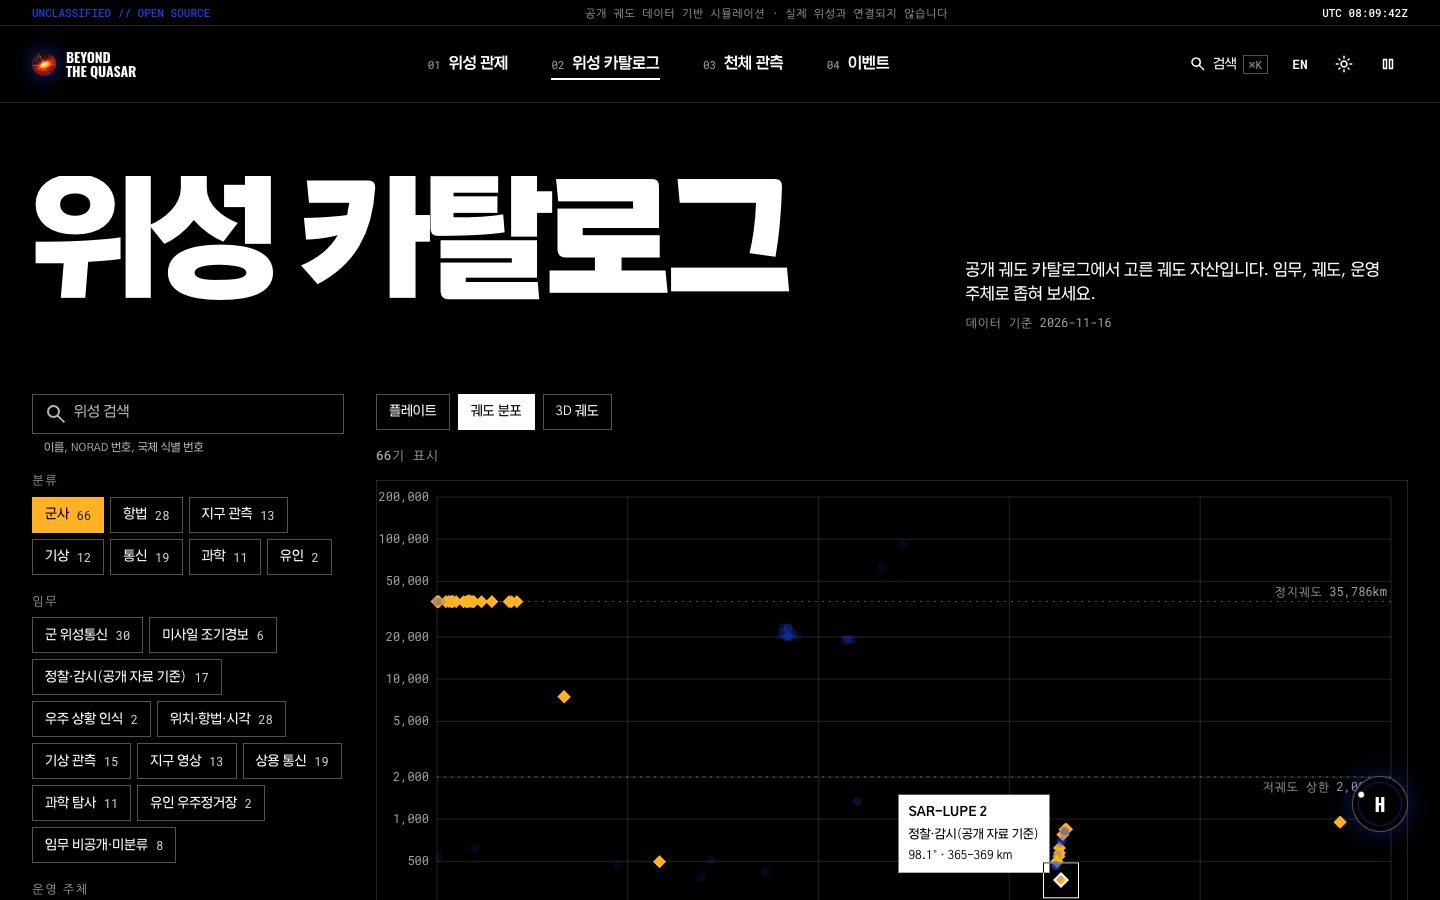 UNCLASSIFIED // OPEN SOURCE
공개 궤도 데이터 기반 시뮬레이션 · 실제 위성과 연결되지 않습니다
UTC 08:09:42Z
BEYOND
THE QUASAR
01 위성 관제
02 위성 카탈로그
03 천체 관측
04 이벤트
검색 ⌘K
EN
위성 카탈로그
공개 궤도 카탈로그에서 고른 궤도 자산입니다. 임무, 궤도, 운영
주체로 좁혀 보세요.
데이터 기준 2026-11-16
위성 검색
이름, NORAD 번호, 국제 식별 번호
분류
군사 66
항법 28
지구 관측 13
기상 12
통신 19
과학 11
유인 2
임무
군 위성통신 30
미사일 조기경보 6
정찰·감시(공개 자료 기준) 17
우주 상황 인식 2
위치·항법·시각 28
기상 관측 15
지구 영상 13
상용 통신 19
과학 탐사 11
유인 우주정거장 2
임무 비공개·미분류 8
운영 주체
플레이트
궤도 분포
3D 궤도
66기 표시
200,000
100,000
50,000
정지궤도 35,786km
20,000
10,000
5,000
2,000
저궤도 상한 2,0
H
1,000
SAR-LUPE 2
정찰·감시(공개 자료 기준)
98.1° · 365–369 km
500